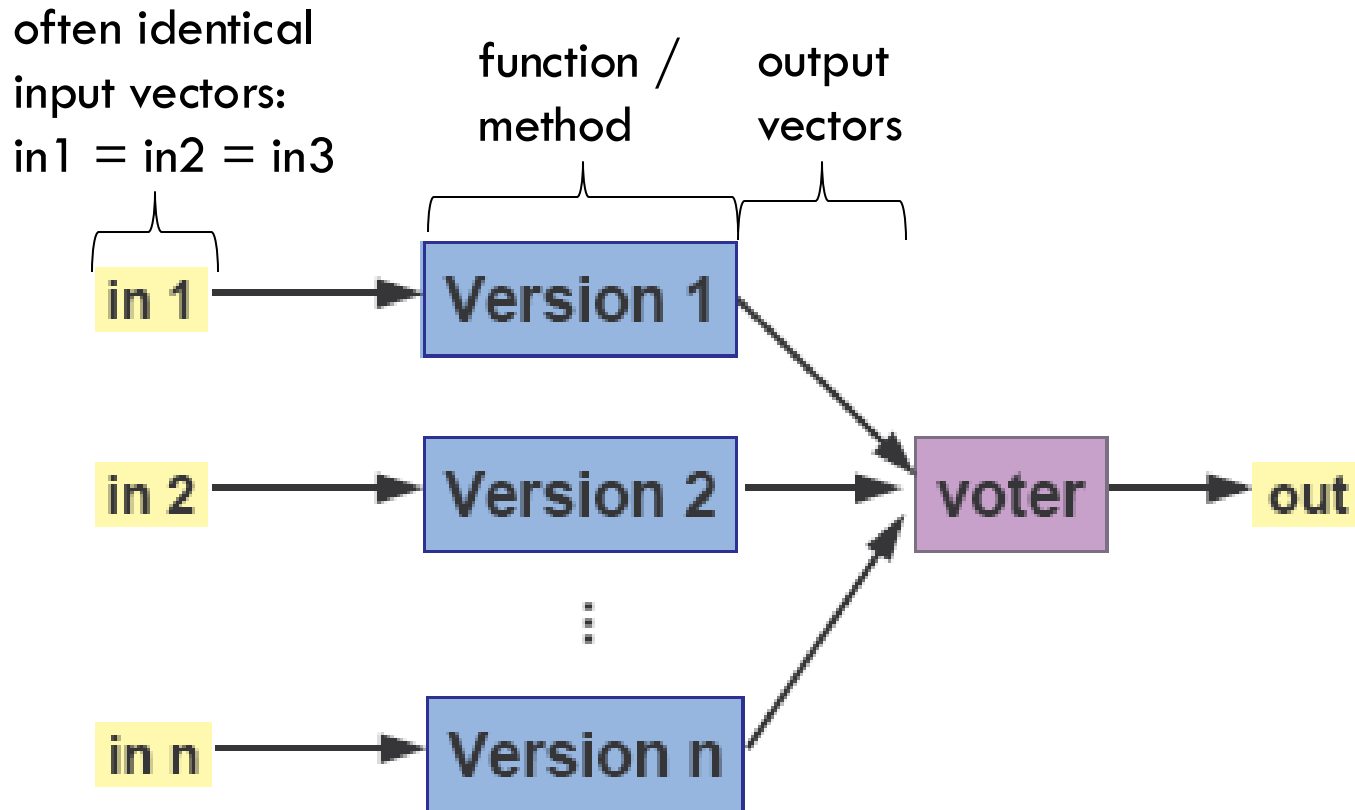 often identical
input vectors:
in1 = in2 = in3
function /
method
output
vectors
in 1
Version 1
in 2
Version 2
voter
out
⋮
in n
Version n